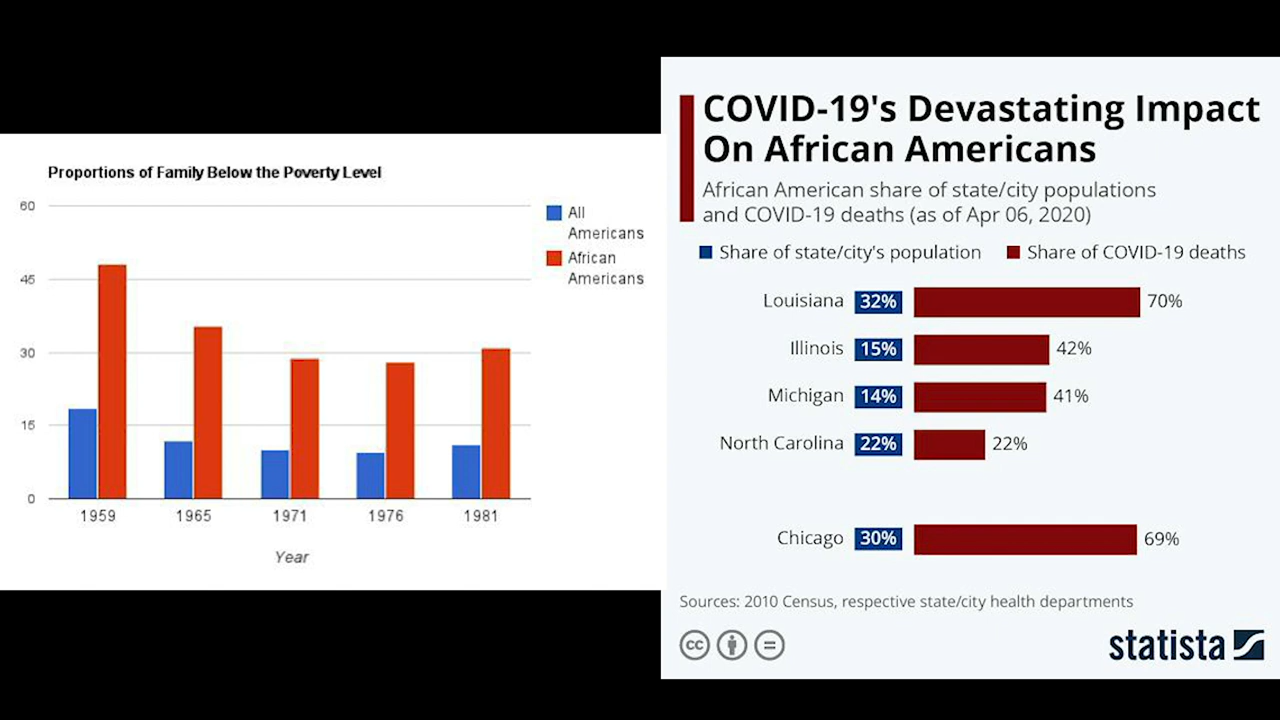 Proportions of Family Below the Poverty Level
60
45
30
15
0
All
Americans
African
Americans
1959 1965 1971 1976 1981
Year
COVID-19's Devastating Impact
On African Americans
African American share of state/city populations
and COVID-19 deaths (as of Apr 06, 2020)
Share of state/city's population Share of COVID-19 deaths
Louisiana 32% 70%
Illinois 15% 42%
Michigan 14% 41%
North Carolina 22% 22%
Chicago 30% 69%
Sources: 2010 Census, respective state/city health departments
cc =
statista